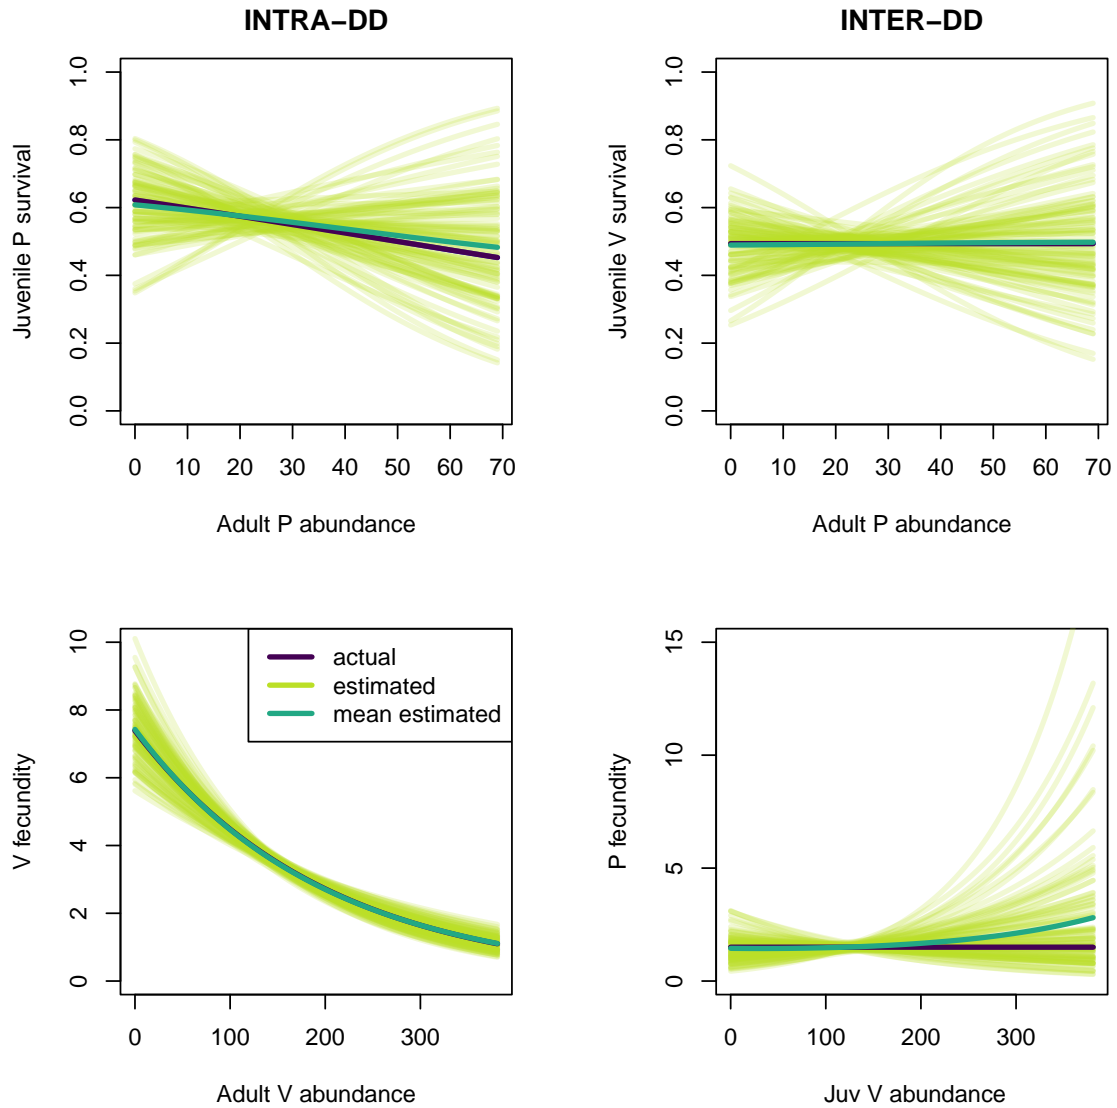 INTRA−DD
INTER−DD
Juvenile P survival
1.0
0.8
0.6
0.4
0.2
0.0
0 10 20 30 40 50 60 70
Adult P abundance
Juvenile V survival
1.0
0.8
0.6
0.4
0.2
0.0
0 10 20 30 40 50 60 70
Adult P abundance
V fecundity
10
8
6
4
2
0
actual
estimated
mean estimated
0 100 200 300
Adult V abundance
P fecundity
15
10
5
0
0 100 200 300
Juv V abundance